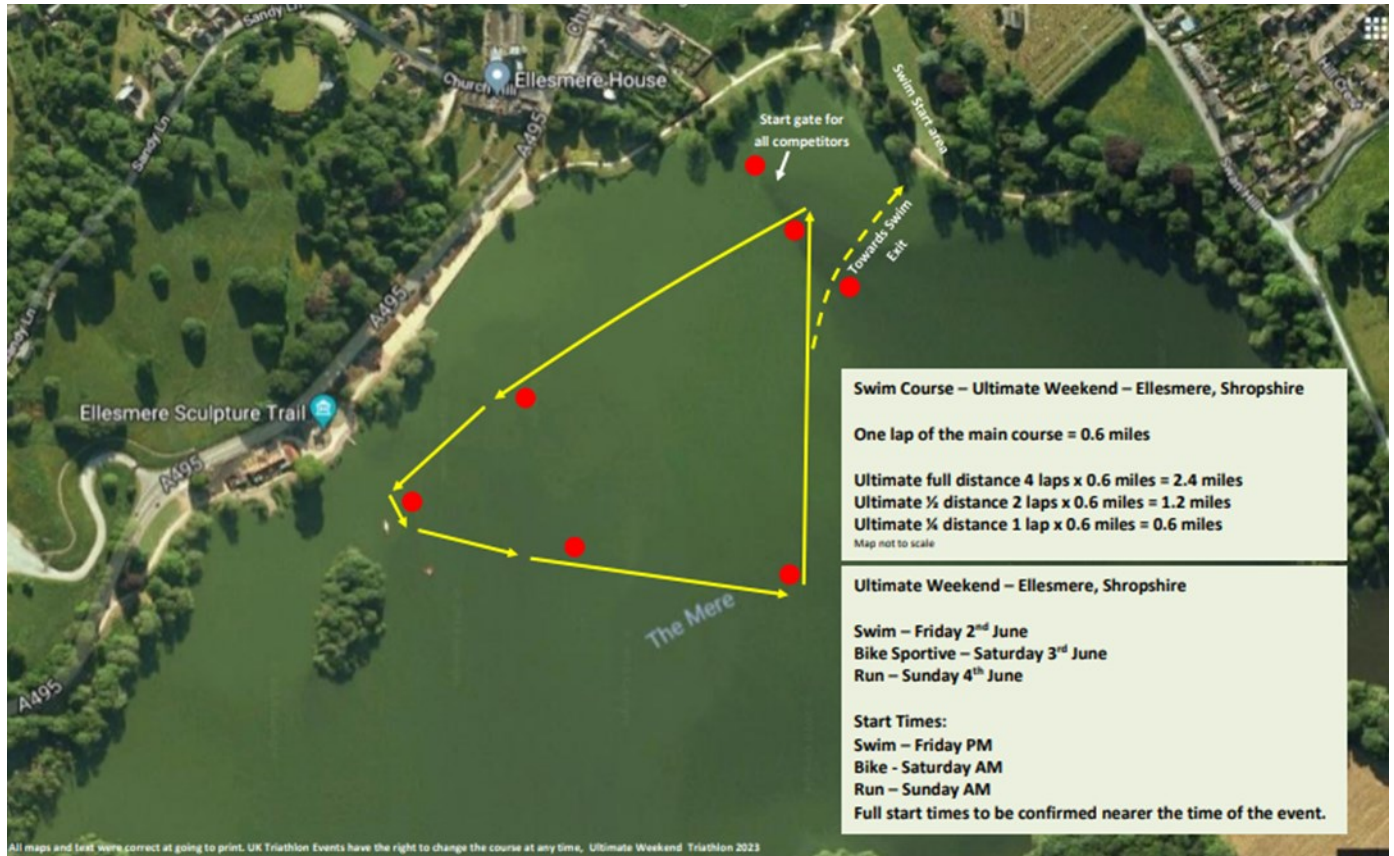 Sandy Ln
Chu
Church Hill
Ellesmere House
Sandy Ln
A495
Start gate for
all competitors
Swim Start area
Swan Hill
Towards Swim
Exit
A495
Ellesmere Sculpture Trail
A495
The Mere
A495
Swim Course – Ultimate Weekend – Ellesmere, Shropshire
One lap of the main course = 0.6 miles
Ultimate full distance 4 laps x 0.6 miles = 2.4 miles
Ultimate ½ distance 2 laps x 0.6 miles = 1.2 miles
Ultimate ¼ distance 1 lap x 0.6 miles = 0.6 miles
Map not to scale
Ultimate Weekend – Ellesmere, Shropshire
Swim – Friday 2nd June
Bike Sportive – Saturday 3rd June
Run – Sunday 4th June
Start Times:
Swim – Friday PM
Bike - Saturday AM
Run – Sunday AM
Full start times to be confirmed nearer the time of the event.
All maps and text were correct at going to print. UK Triathlon Events have the right to change the course at any time, Ultimate Weekend Triathlon 2023